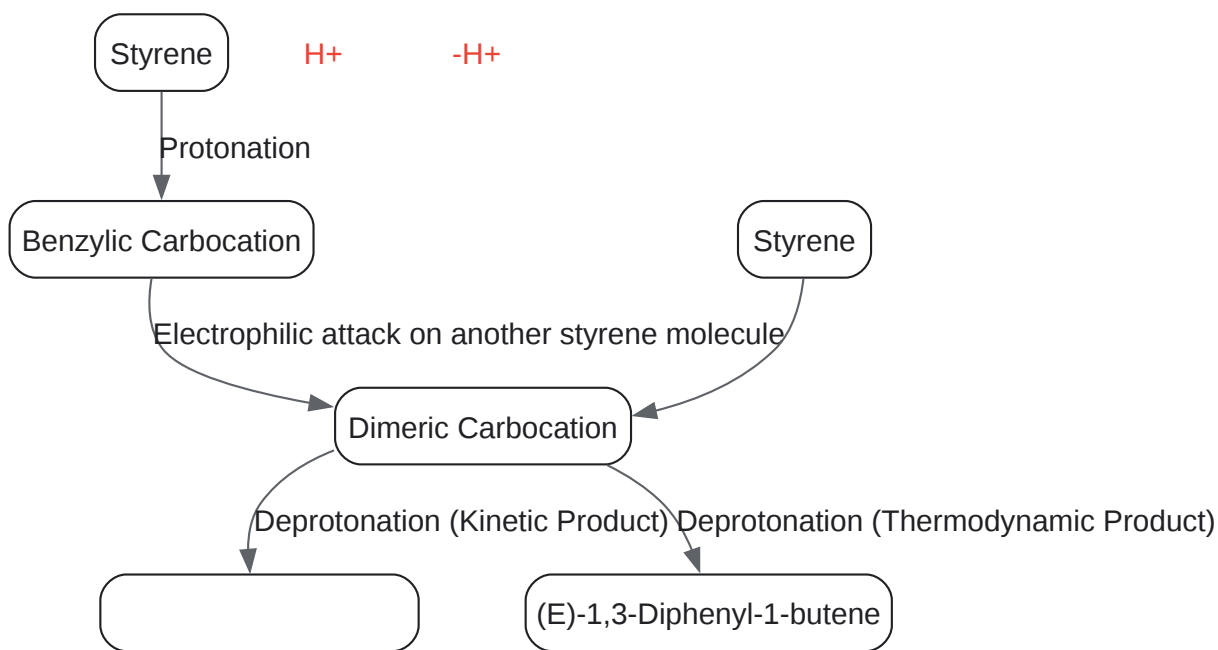 Styrene
H+
-H+
Protonation
Benzylic Carbocation
Styrene
Electrophilic attack on another styrene molecule
Dimeric Carbocation
Deprotonation (Kinetic Product)
Deprotonation (Thermodynamic Product)
(E)-1,3-Diphenyl-1-butene